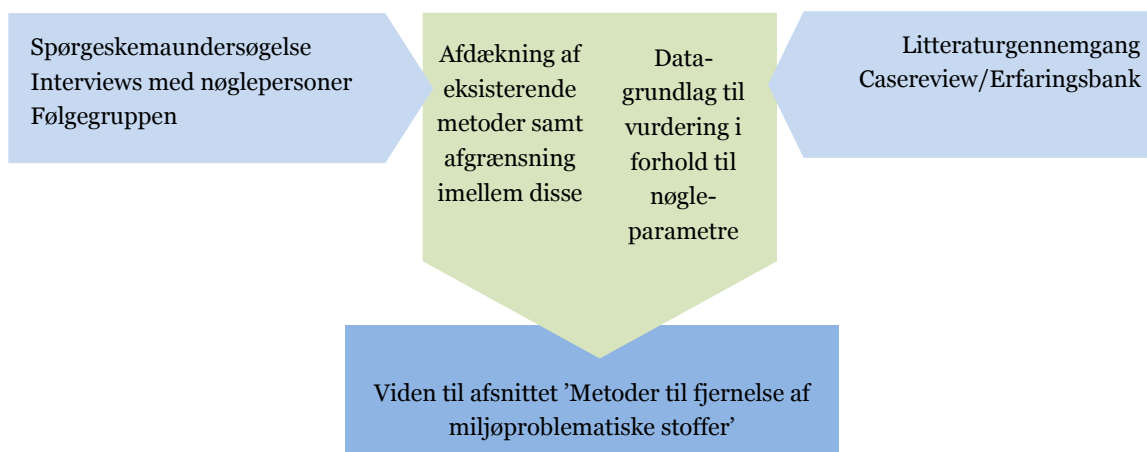 Spørgeskemaundersøgelse
Interviews med nøglepersoner
Følgegruppen
Afdækning af
eksisterende
metoder samt
afgrænsning
imellem disse
Data-
grundlag til
vurdering i
forhold til
nøgle-
parametre
Litteraturgennemgang
Casereview/Erfaringsbank
Viden til afsnittet ’Metoder til fjernelse af
miljøproblematiske stoffer’